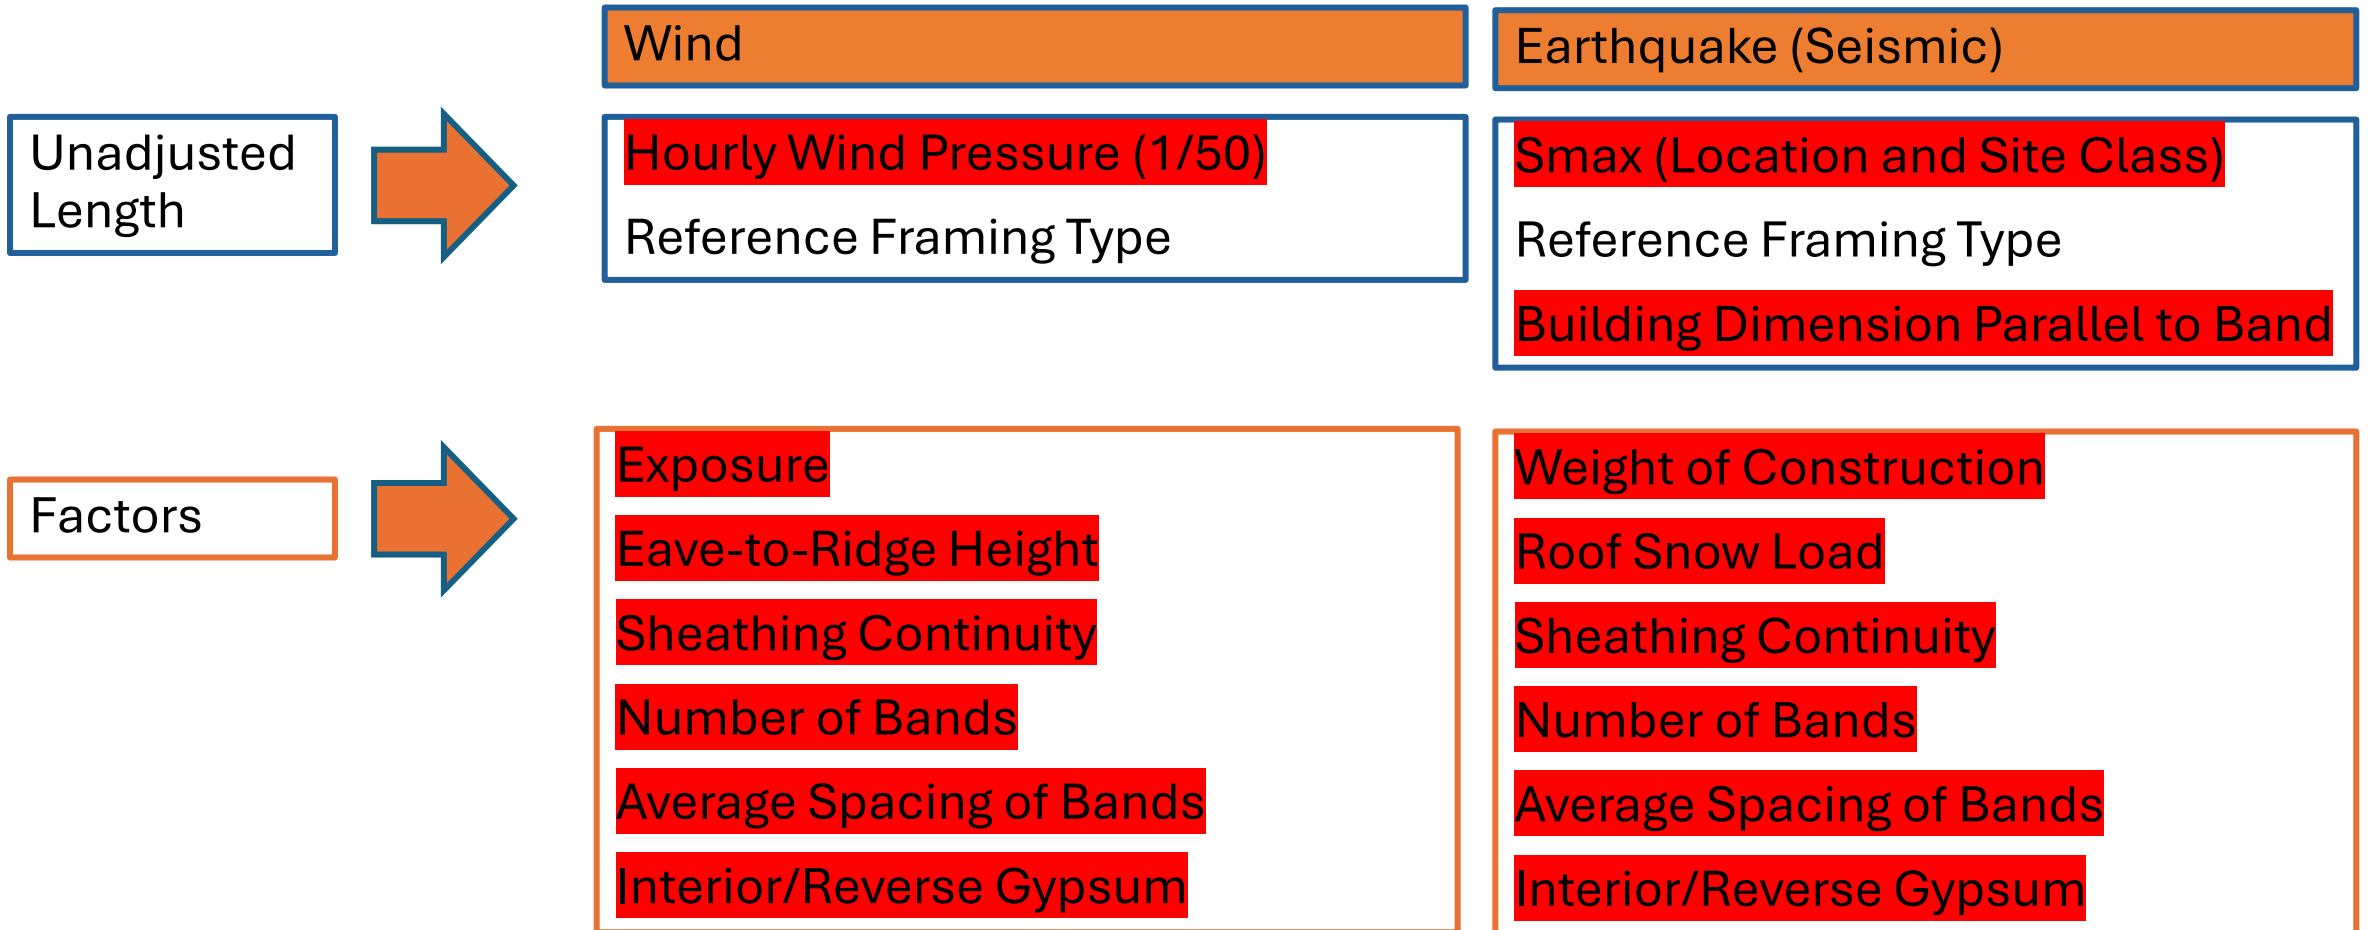 Wind
Earthquake (Seismic)
Unadjusted
Length
Hourly Wind Pressure (1/50)
Reference Framing Type
Smax (Location and Site Class)
Reference Framing Type
Building Dimension Parallel to Band
Factors
Exposure
Eave-to-Ridge Height
Sheathing Continuity
Number of Bands
Average Spacing of Bands
Interior/Reverse Gypsum
Weight of Construction
Roof Snow Load
Sheathing Continuity
Number of Bands
Average Spacing of Bands
Interior/Reverse Gypsum